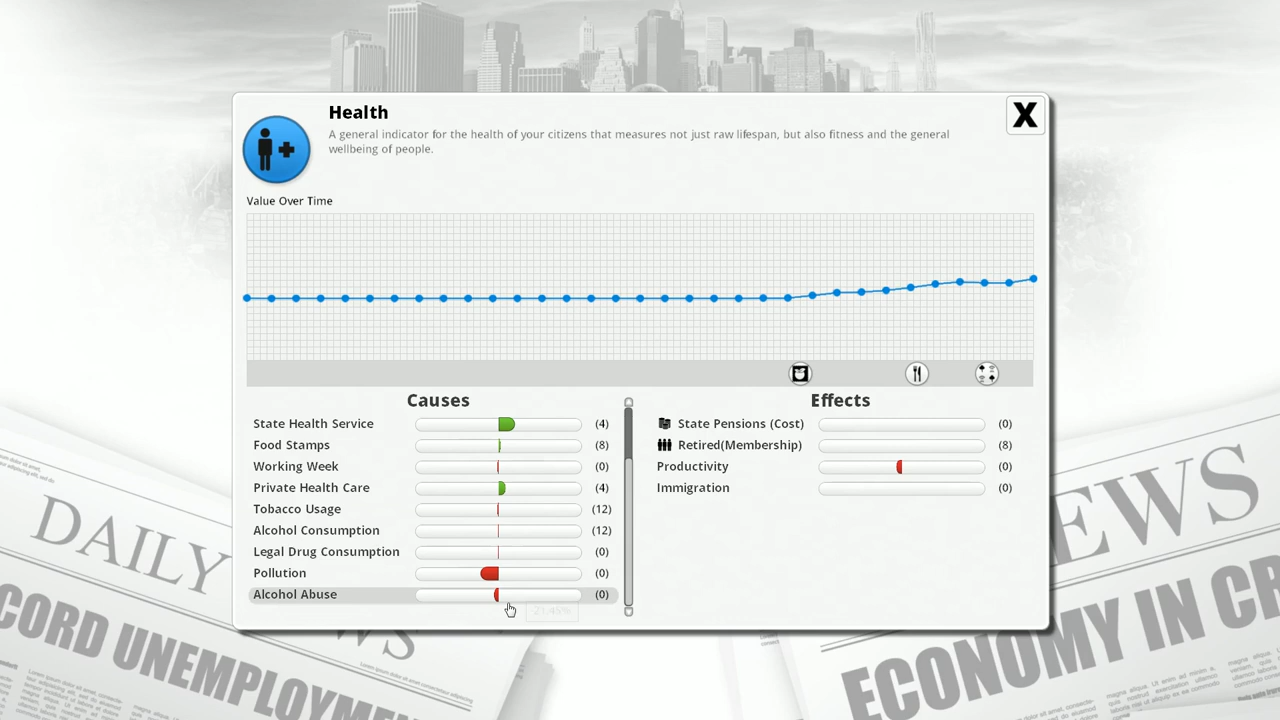 Health
X
A general indicator for the health of your citizens that measures not just raw lifespan, but also fitness and the general
wellbeing of people.
Value Over Time
Causes
State Health Service (4)
Food Stamps (8)
Working Week (0)
Private Health Care (4)
Tobacco Usage (12)
Alcohol Consumption (12)
Legal Drug Consumption (0)
Pollution (0)
Alcohol Abuse (0)
Effects
State Pensions (Cost) (0)
Retired(Membership) (8)
Productivity (0)
Immigration (0)
DAILY
WS
CORD UNEMPLOYME
EWS
ECONOMY IN CR